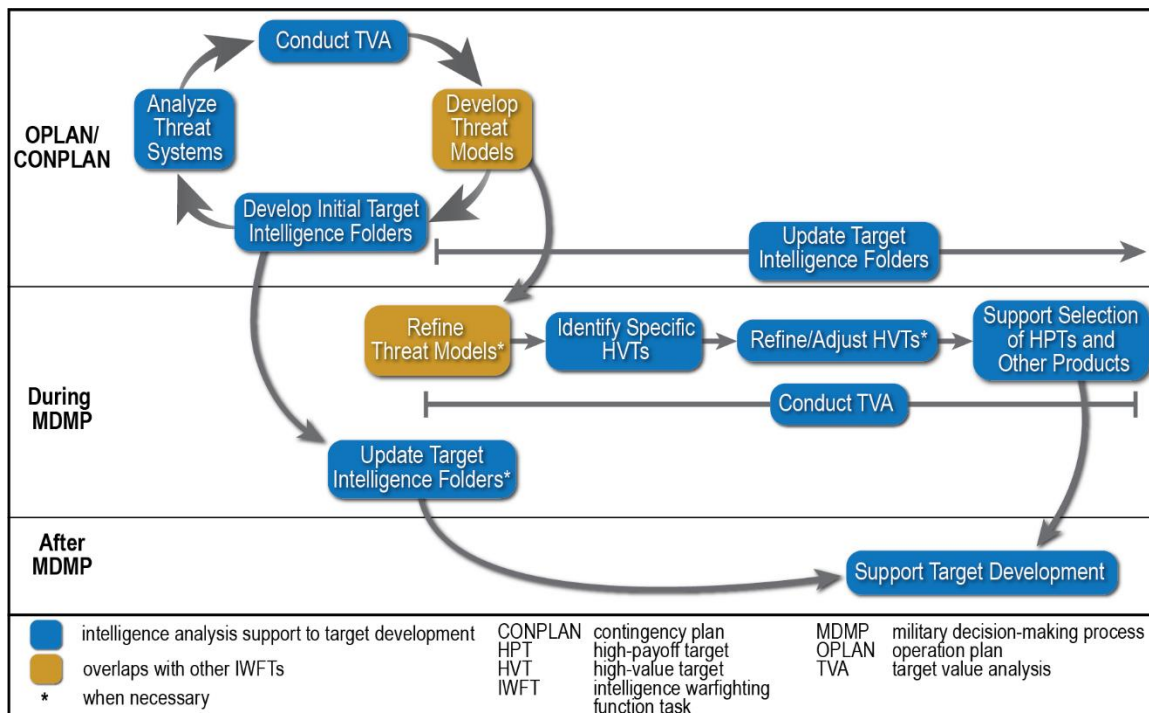 Conduct TVA
Analyze
Threat
Systems
Develop
Threat
Models
OPLAN/
CONPLAN
Develop Initial Target
Intelligence Folders
Update Target
Intelligence Folders
Refine
Threat Models*
Identify Specific
HVTs
Refine/Adjust HVTs*
Support Selection
of HPTs and
Other Products
During
MDMP
Conduct TVA
Update Target
Intelligence Folders*
After
MDMP
Support Target Development
intelligence analysis support to target development
overlaps with other IWFTs
* when necessary
CONPLAN contingency plan
HPT high-payoff target
HVT high-value target
IWFT intelligence warfighting
function task
MDMP military decision-making process
OPLAN operation plan
TVA target value analysis